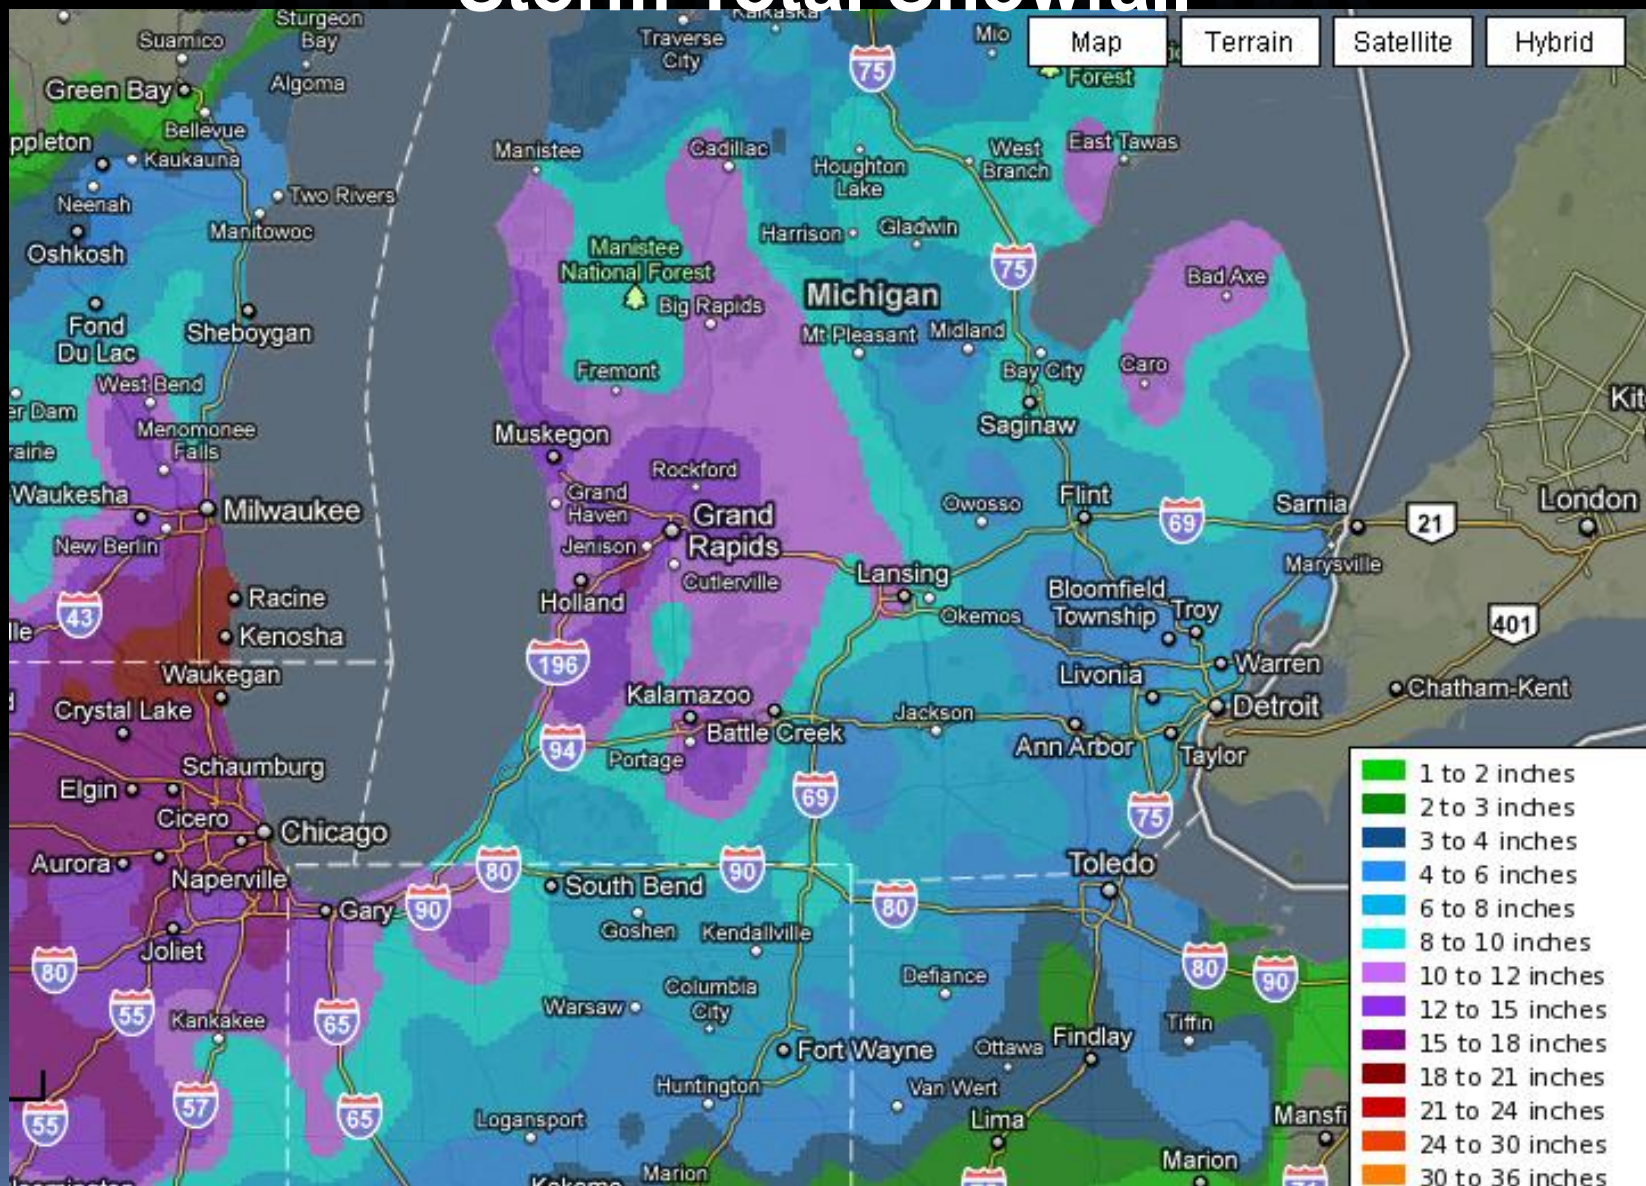 Storm Total Snowfall
Map
Terrain
Satellite
Hybrid
Sturgeon
Bay
Suamico
Algoma
Green Bay
Bellevue
Kaukauna
Neenah
Two Rivers
Manitowoc
Oshkosh
Fond
Du Lac
Sheboygan
West Bend
Menomonee
Falls
Waukesha
Milwaukee
New Berlin
Racine
43
Kenosha
Waukegan
Crystal Lake
Schaumburg
Elgin
Cicero
Chicago
Aurora
Naperville
Gary
Joliet
80
55
Kankakee
65
57
55
65
Kalkaska
Traverse
City
75
Mio
Forest
Manistee
Cadillac
Houghton
Lake
West
Branch
East Tawas
Harrison
Gladwin
Manistee
National Forest
75
Bad Axe
Michigan
Big Rapids
Mt Pleasant
Midland
Fremont
Bay City
Caro
Muskegon
Saginaw
Rockford
Grand
Haven
Grand
Rapids
Jenison
Cutlerville
Owosso
Flint
69
Sarnia
21
London
Marysville
Lansing
Holland
Okemos
Bloomfield
Township
Troy
401
196
Livonia
Warren
Kalamazoo
Chatham-Kent
Detroit
94
Battle Creek
Portage
Jackson
Ann Arbor
Taylor
69
75
80
90
Toledo
90
South Bend
80
Goshen
Kendallville
Warsaw
Columbia
City
Defiance
80
90
Fort Wayne
Findlay
Ottawa
Tiffin
Huntington
Van Wert
Logansport
Lima
Mansfi
Marion
Marion
1 to 2 inches
2 to 3 inches
3 to 4 inches
4 to 6 inches
6 to 8 inches
8 to 10 inches
10 to 12 inches
12 to 15 inches
15 to 18 inches
18 to 21 inches
21 to 24 inches
24 to 30 inches
30 to 36 inches